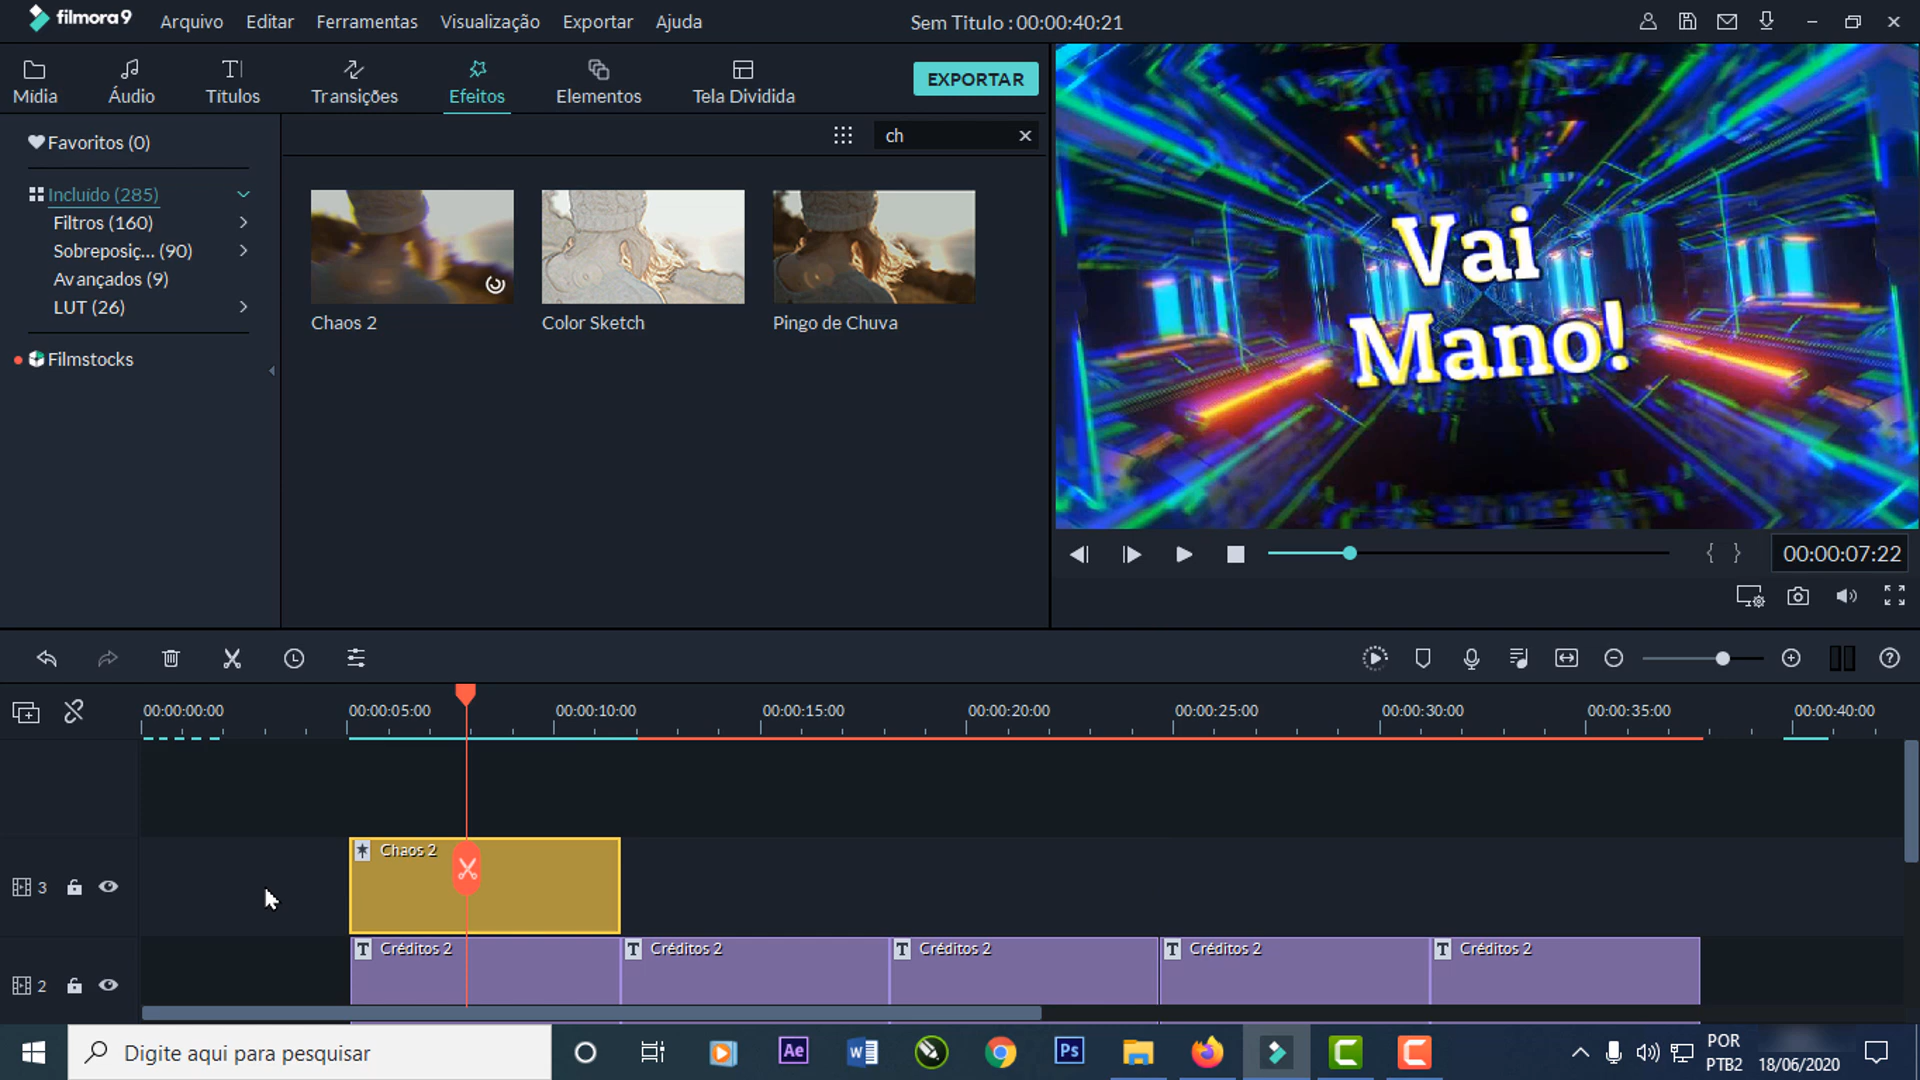 filmora9
Arquivo Editar Ferramentas Visualização Exportar Ajuda
Sem Titulo : 00:00:40:21
Mídia Áudio Títulos Transições Efeitos Elementos Tela Dividida
EXPORTAR
Favoritos (0)
ch
Incluído (285)
Filtros (160)
Sobreposiç... (90)
Avançados (9)
LUT (26)
Filmstocks
Chaos 2
Color Sketch
Pingo de Chuva
Vai
Mano!
{ }
00:00:07:22
00:00:00:00 00:00:05:00 00:00:10:00 00:00:15:00 00:00:20:00 00:00:25:00 00:00:30:00 00:00:35:00 00:00:40:00
3
Chaos 2
2
T Créditos 2 T Créditos 2 T Créditos 2 T Créditos 2 T Créditos 2
Digite aqui para pesquisar
Ae
Ps
POR
PTB2
18/06/2020